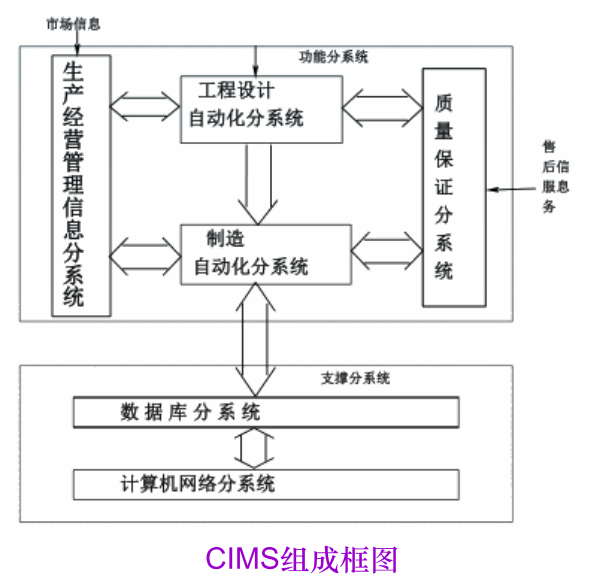 市场信息
功能分系统
生产经营管理信息分系统
工程设计
自动化分系统
质量保证分系统
售
后信
服息
务
制造
自动化分系统
支撑分系统
数据库分系统
计算机网络分系统
CIMS组成框图